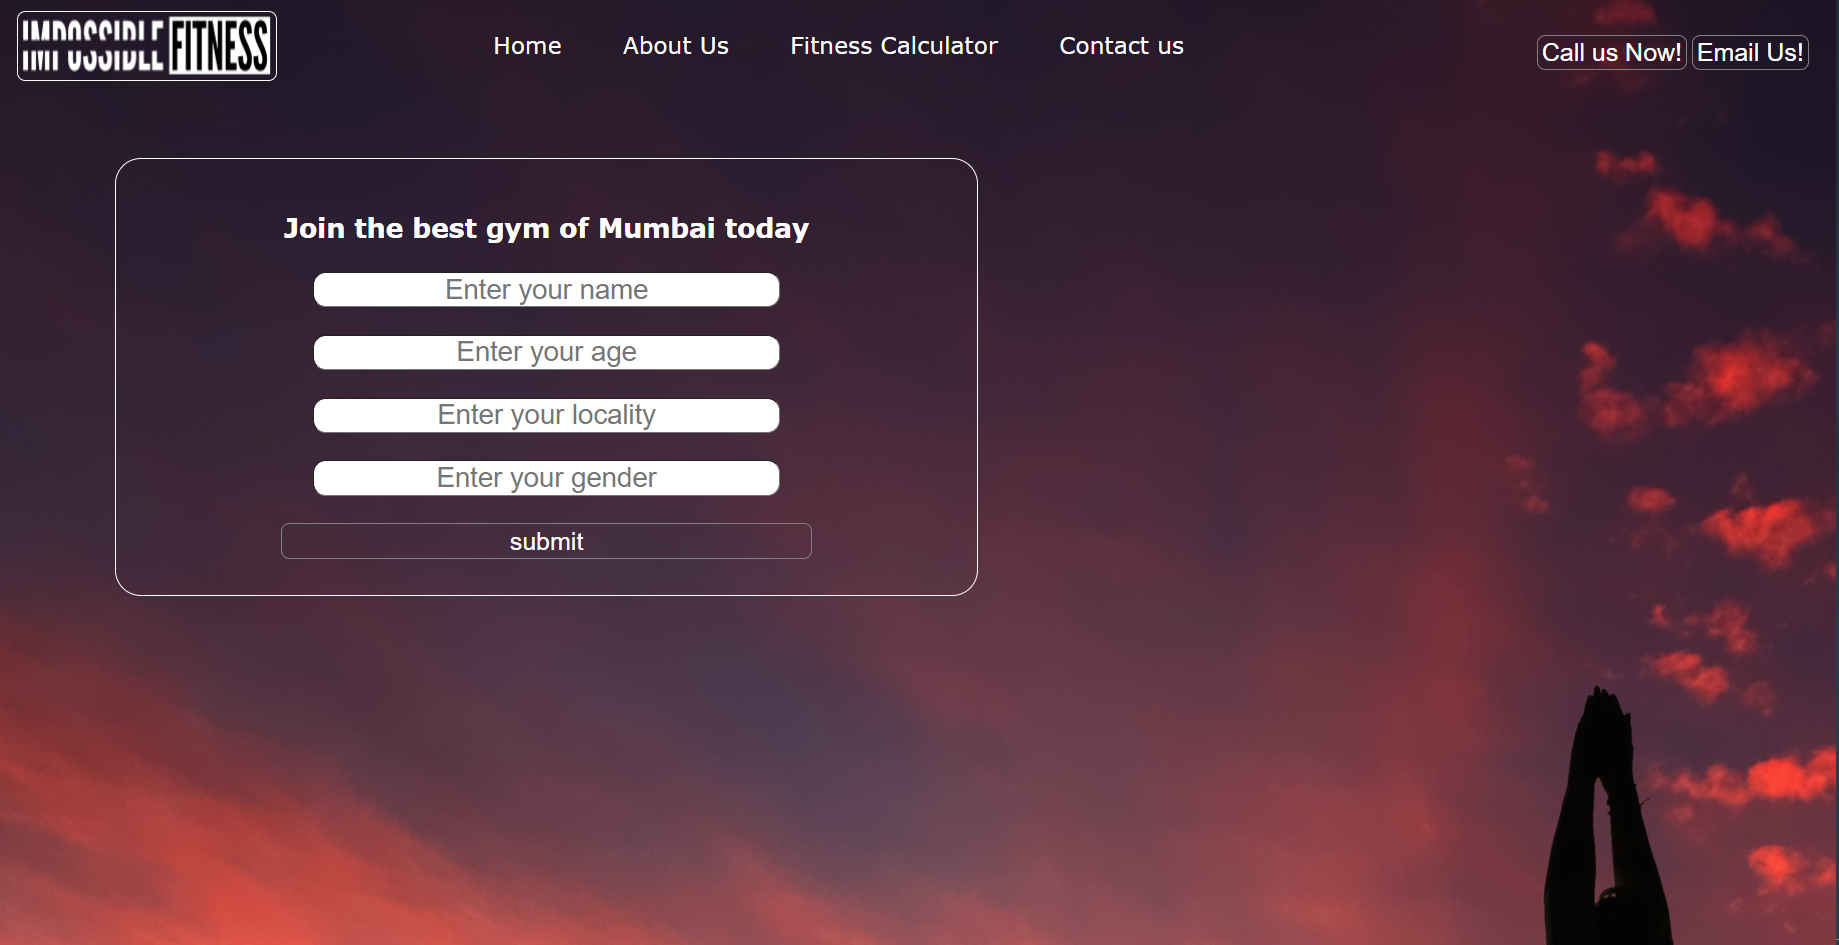 IMPOSSIBLE FITNESS
Home About Us Fitness Calculator Contact us
Call us Now! Email Us!
Join the best gym of Mumbai today
Enter your name
Enter your age
Enter your locality
Enter your gender
submit